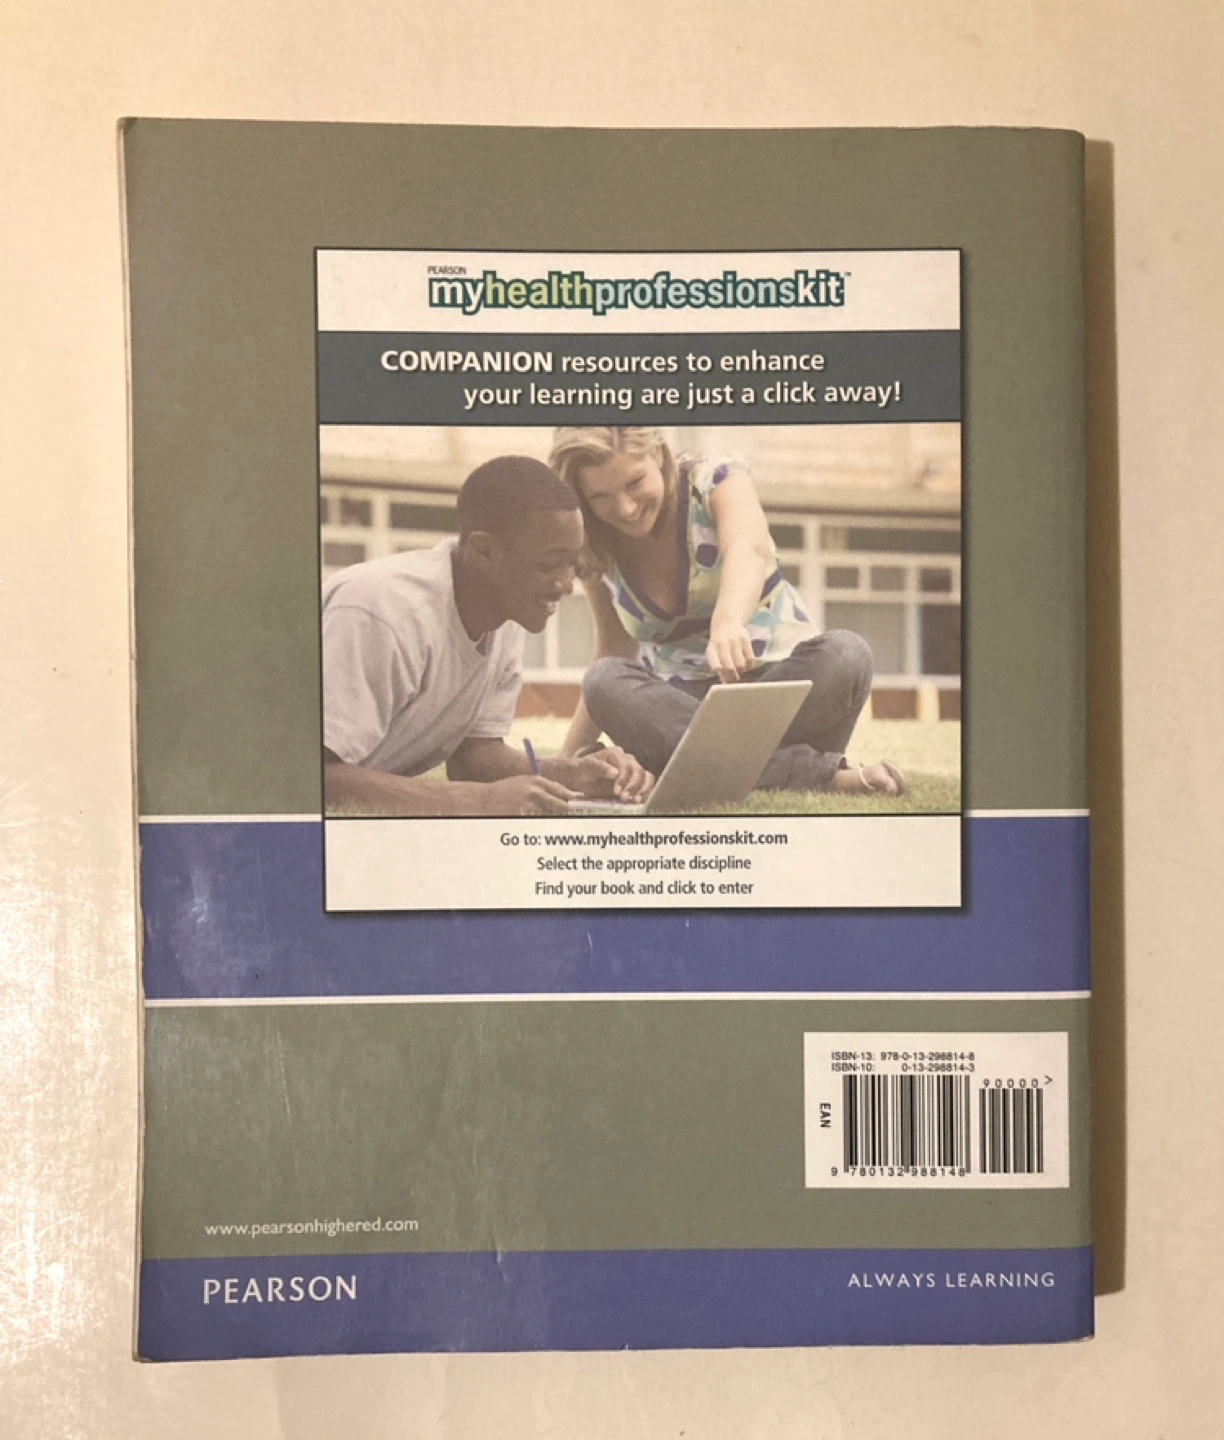 PEARSON
myhealthprofessionskit™
COMPANION resources to enhance
your learning are just a click away!
Go to: www.myhealthprofessionskit.com
Select the appropriate discipline
Find your book and click to enter
ISBN-13: 978-0-13-298814-8
ISBN-10: 0-13-298814-3
90000>
EAN
9 780132 988148
www.pearsonhighered.com
PEARSON
ALWAYS LEARNING